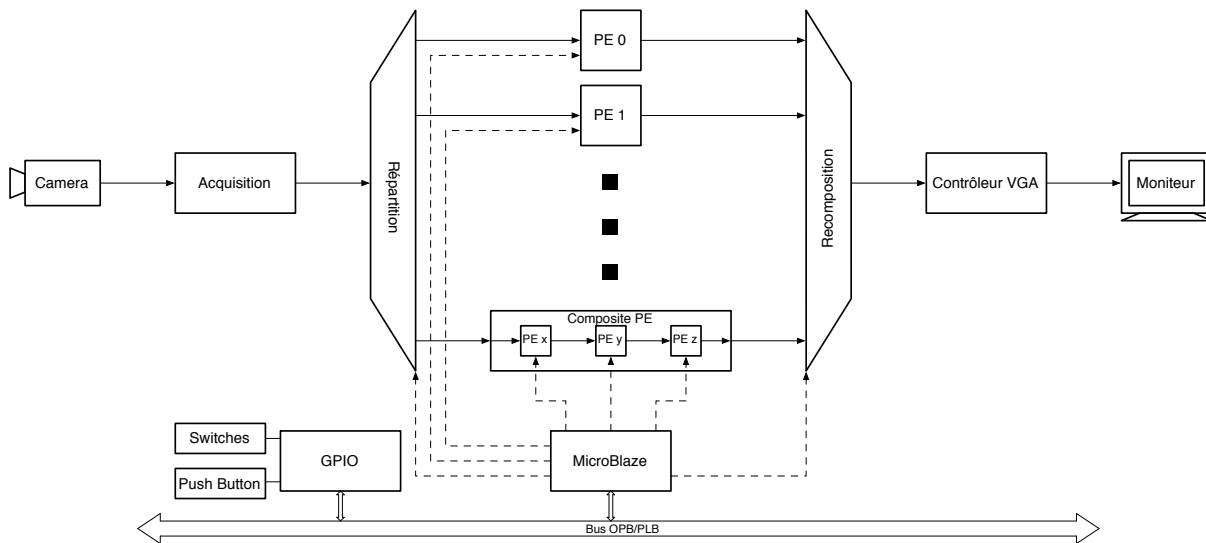 PE 0
PE 1
Camera
Acquisition
Répartition
Recomposition
Contrôleur VGA
Moniteur
Composite PE
PE x
PE y
PE z
Switches
Push Button
GPIO
MicroBlaze
Bus OPB/PLB